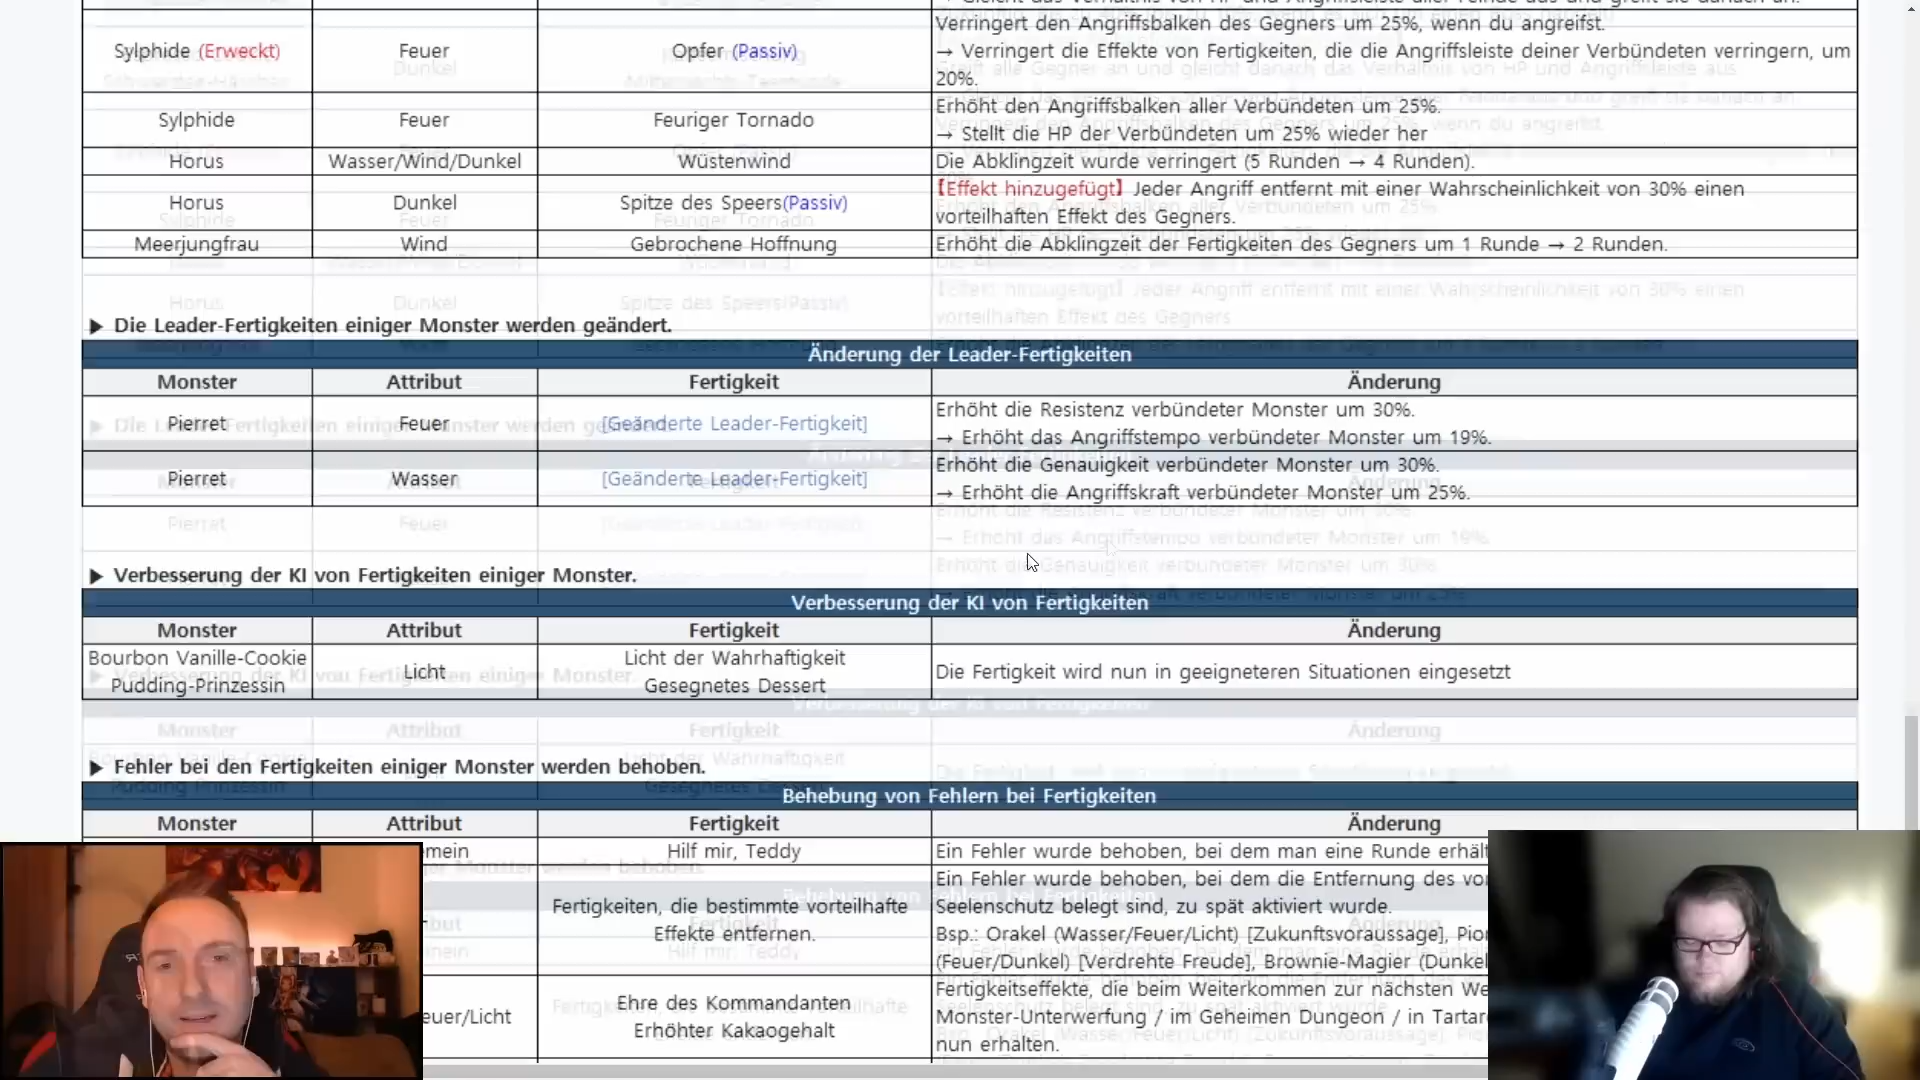 Verringert den Angriffsbalken des Gegners um 25%, wenn du angreifst.
Sylphide (Erweckt) Feuer Opfer (Passiv) → Verringert die Effekte von Fertigkeiten, die die Angriffsleiste deiner Verbündeten verringern, um
20%.
Erhöht den Angriffsbalken aller Verbündeten um 25%.
Sylphide Feuer Feuriger Tornado
→ Stellt die HP der Verbündeten um 25% wieder her
Horus Wasser/Wind/Dunkel Wüstenwind Die Abklingzeit wurde verringert (5 Runden → 4 Runden).
【Effekt hinzugefügt】 Jeder Angriff entfernt mit einer Wahrscheinlichkeit von 30% einen
Horus Dunkel Spitze des Speers(Passiv)
vorteilhaften Effekt des Gegners.
Meerjungfrau Wind Gebrochene Hoffnung Erhöht die Abklingzeit der Fertigkeiten des Gegners um 1 Runde → 2 Runden.
▶ Die Leader-Fertigkeiten einiger Monster werden geändert.
Änderung der Leader-Fertigkeiten
Monster Attribut Fertigkeit Änderung
Erhöht die Resistenz verbündeter Monster um 30%.
Pierret Feuer [Geänderte Leader-Fertigkeit]
→ Erhöht das Angriffstempo verbündeter Monster um 19%.
Erhöht die Genauigkeit verbündeter Monster um 30%.
Pierret Wasser [Geänderte Leader-Fertigkeit]
→ Erhöht die Angriffskraft verbündeter Monster um 25%.
▶ Verbesserung der KI von Fertigkeiten einiger Monster.
Verbesserung der KI von Fertigkeiten
Monster Attribut Fertigkeit Änderung
Bourbon Vanille-Cookie Licht der Wahrhaftigkeit
Licht Die Fertigkeit wird nun in geeigneteren Situationen eingesetzt
Pudding-Prinzessin Gesegnetes Dessert
▶ Fehler bei den Fertigkeiten einiger Monster werden behoben.
Behebung von Fehlern bei Fertigkeiten
Monster Attribut Fertigkeit Änderung
emein Hilf mir, Teddy Ein Fehler wurde behoben, bei dem man eine Runde erhält
Ein Fehler wurde behoben, bei dem die Entfernung des vor
Fertigkeiten, die bestimmte vorteilhafte Seelenschutz belegt sind, zu spät aktiviert wurde.
Effekte entfernen. Bsp.: Orakel (Wasser/Feuer/Licht) [Zukunftsvoraussage], Pio
(Feuer/Dunkel) [Verdrehte Freude], Brownie-Magier (Dunkel
Fertigkeitseffekte, die beim Weiterkommen zur nächsten We
Ehre des Kommandanten
euer/Licht Monster-Unterwerfung / im Geheimen Dungeon / in Tartar
Erhöhter Kakaogehalt
nun erhalten.